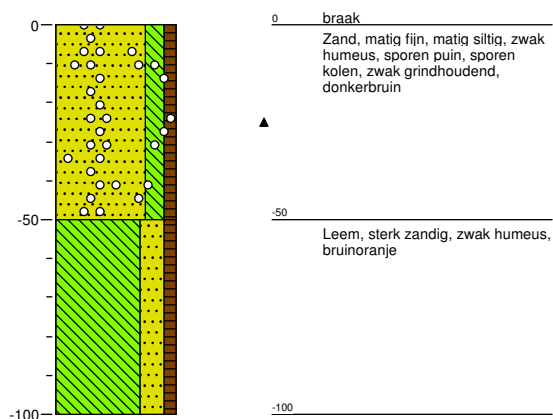 0
0
braak
Zand, matig fijn, matig siltig, zwak
humeus, sporen puin, sporen
kolen, zwak grindhoudend,
donkerbruin
-50
-50
Leem, sterk zandig, zwak humeus,
bruinoranje
-100
-100